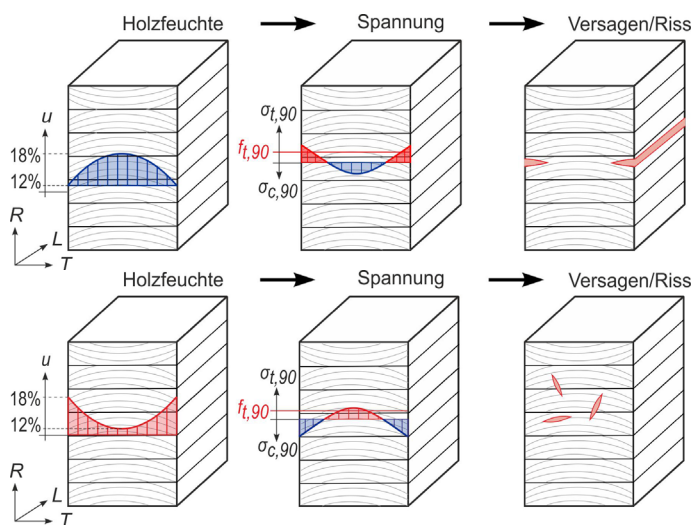 Holzfeuchte Spannung Versagen/Riss
u
18%
12%
R
L
T
σt,90
ft,90
σc,90
Holzfeuchte Spannung Versagen/Riss
u
18%
12%
R
L
T
σt,90
ft,90
σc,90